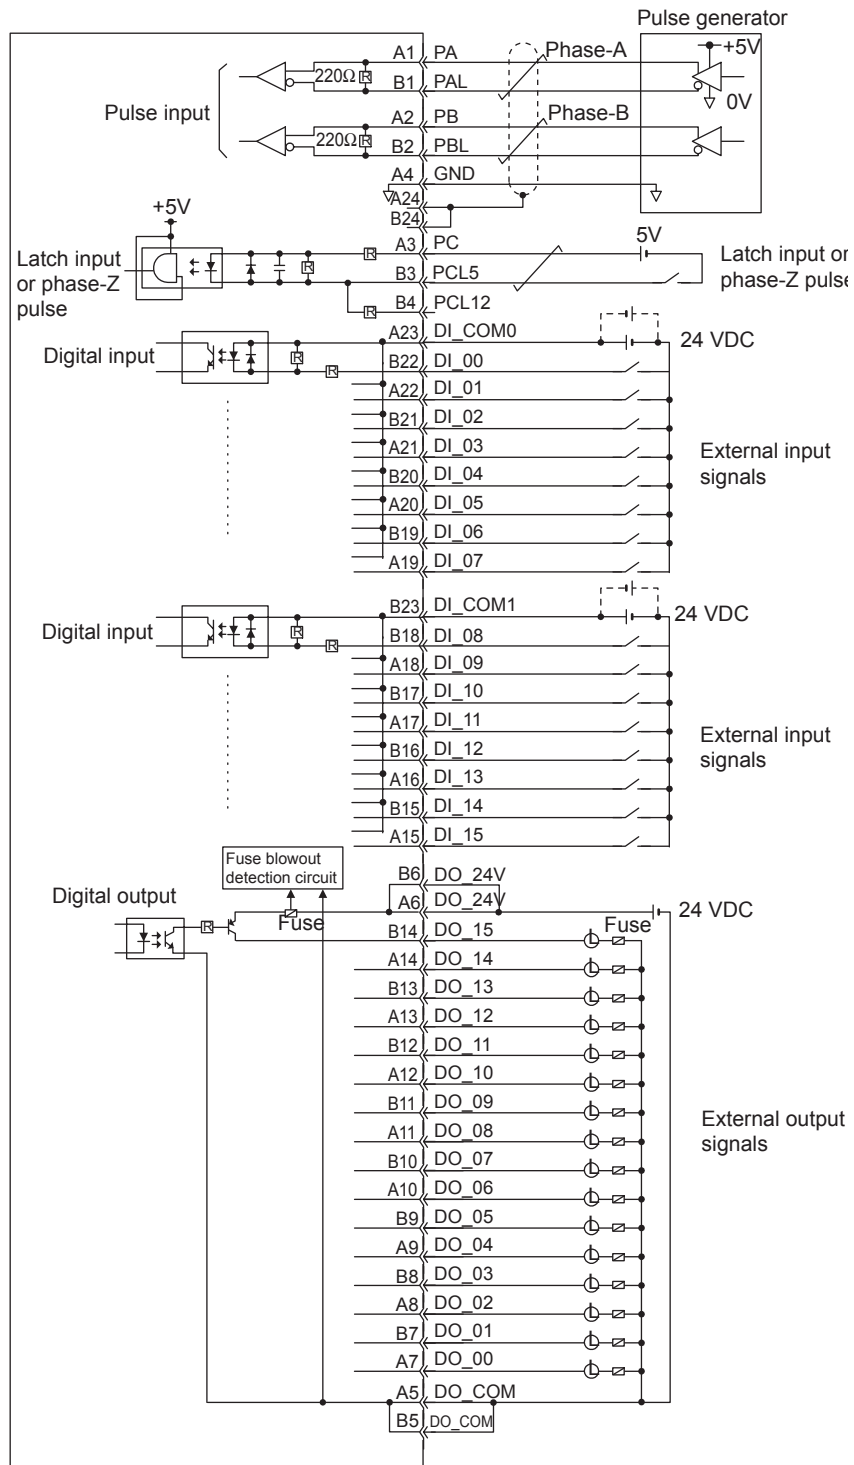 Pulse generator
A1 PA Phase-A +5V
220Ω R
B1 PAL 0V
Pulse input
A2 PB Phase-B
220Ω R
B2 PBL
A4 GND
A24
+5V
B24
A3 PC 5V
R
Latch input or phase-Z pulse
R
B3 PCL5
Latch input or phase-Z pulse
R B4 PCL12
A23 DI_COM0 24 VDC
Digital input
R
R
B22 DI_00
A22 DI_01
B21 DI_02
A21 DI_03
External input signals
B20 DI_04
A20 DI_05
B19 DI_06
A19 DI_07
B23 DI_COM1 24 VDC
Digital input
R
R
B18 DI_08
A18 DI_09
B17 DI_10
A17 DI_11
External input signals
B16 DI_12
A16 DI_13
B15 DI_14
A15 DI_15
Fuse blowout detection circuit
B6 DO_24V
Digital output
A6 DO_24V 24 VDC
R
Fuse
Fuse
B14 DO_15 L
A14 DO_14 L
B13 DO_13 L
A13 DO_12 L
B12 DO_11 L
A12 DO_10 L
B11 DO_09 L
A11 DO_08 L
External output signals
B10 DO_07 L
A10 DO_06 L
B9 DO_05 L
A9 DO_04 L
B8 DO_03 L
A8 DO_02 L
B7 DO_01 L
A7 DO_00 L
A5 DO_COM
B5 DO_COM